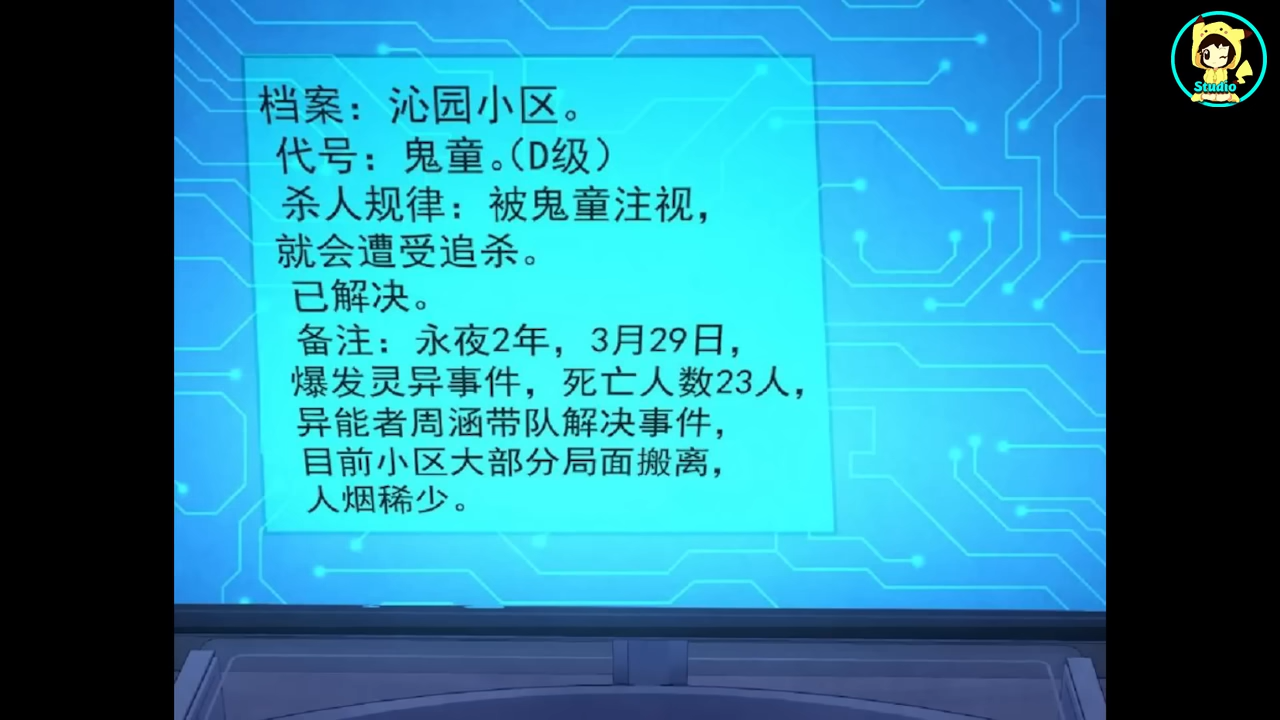 档案：沁园小区。
代号：鬼童。（D级）
杀人规律：被鬼童注视，
就会遭受追杀。
已解决。
备注：永夜2年，3月29日，
爆发灵异事件，死亡人数23人，
异能者周涵带队解决事件，
目前小区大部分局面搬离，
人烟稀少。
Studio